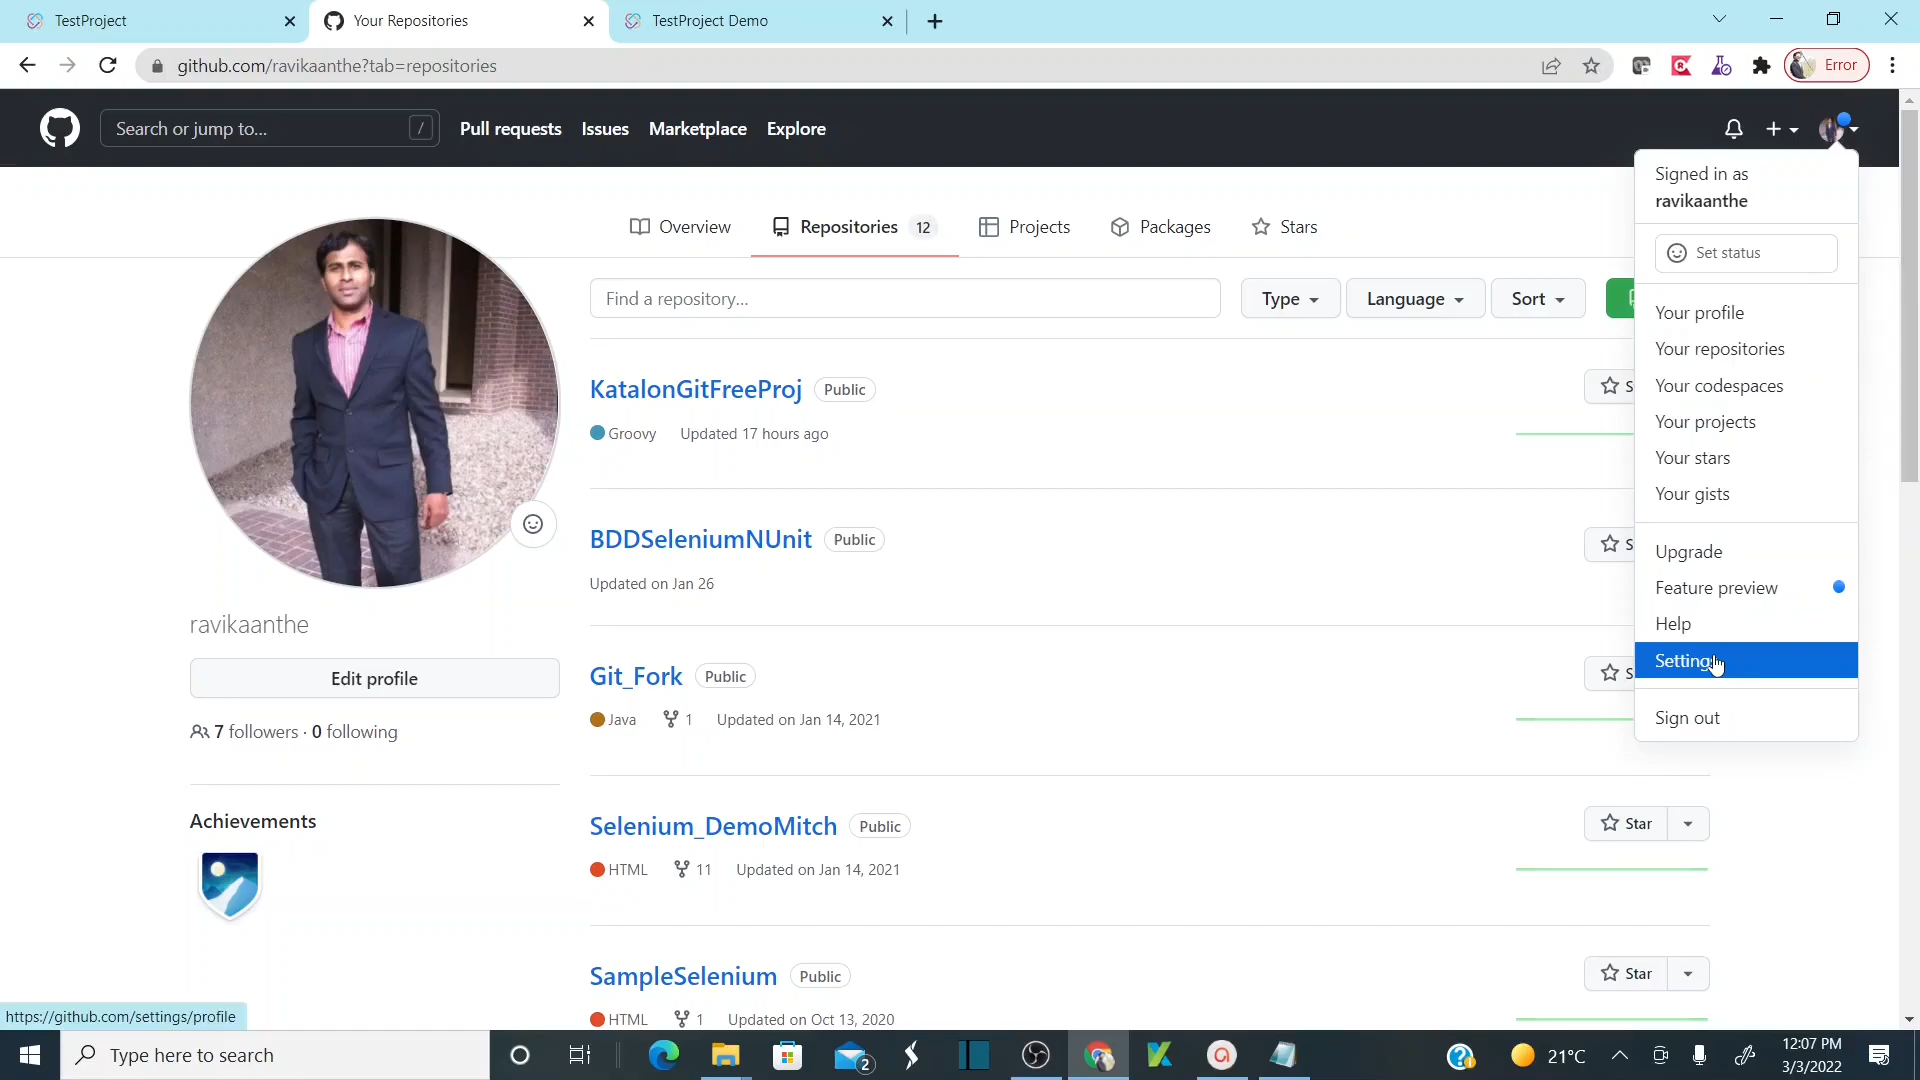 TestProject
Your Repositories
TestProject Demo
github.com/ravikaanthe?tab=repositories
Error
Search or jump to...
/
Pull requests
Issues
Marketplace
Explore
Signed in as
ravikaanthe
Set status
Your profile
Your repositories
Your codespaces
Your projects
Your stars
Your gists
Upgrade
Feature preview
Help
Settings
Sign out
Overview
Repositories 12
Projects
Packages
Stars
Find a repository...
Type
Language
Sort
KatalonGitFreeProj Public
Groovy Updated 17 hours ago
BDDSeleniumNUnit Public
Updated on Jan 26
Git_Fork Public
Java 1 Updated on Jan 14, 2021
Selenium_DemoMitch Public
Star
HTML 11 Updated on Jan 14, 2021
SampleSelenium Public
Star
HTML 1 Updated on Oct 13, 2020
ravikaanthe
Edit profile
7 followers · 0 following
Achievements
https://github.com/settings/profile
Type here to search
2
21°C
12:07 PM
3/3/2022